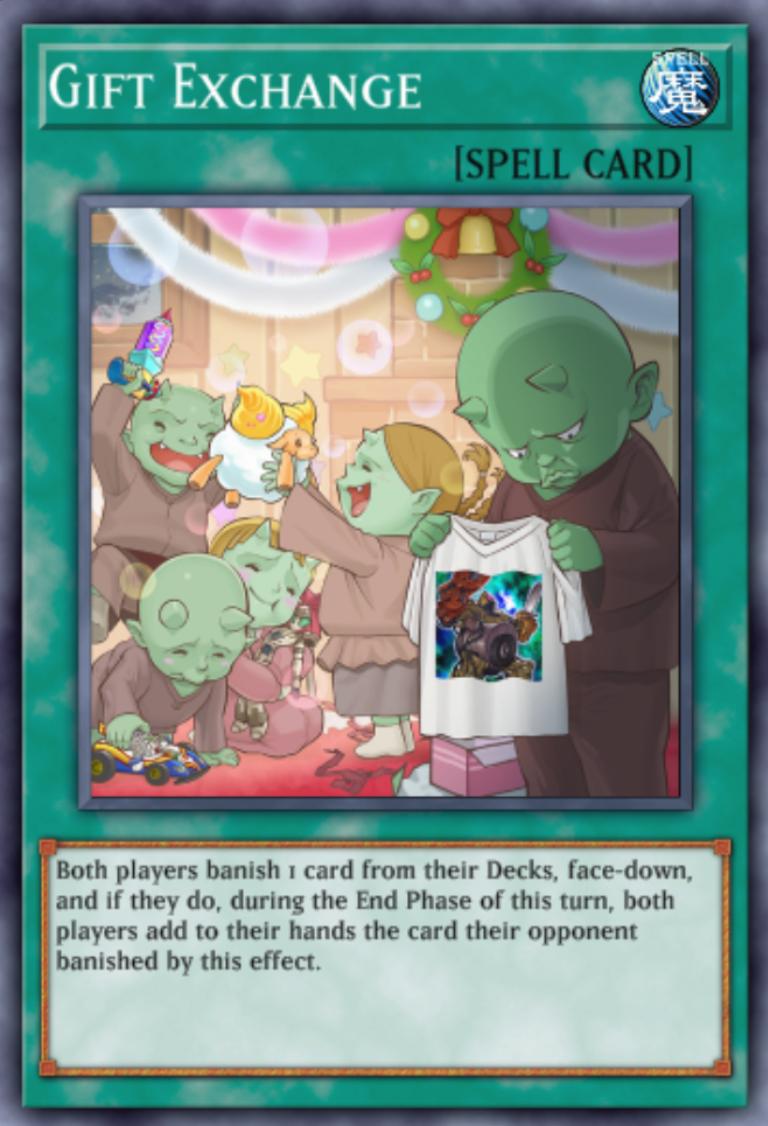 GIFT EXCHANGE
SPELL
魔
[SPELL CARD]
Both players banish 1 card from their Decks, face-down,
and if they do, during the End Phase of this turn, both
players add to their hands the card their opponent
banished by this effect.